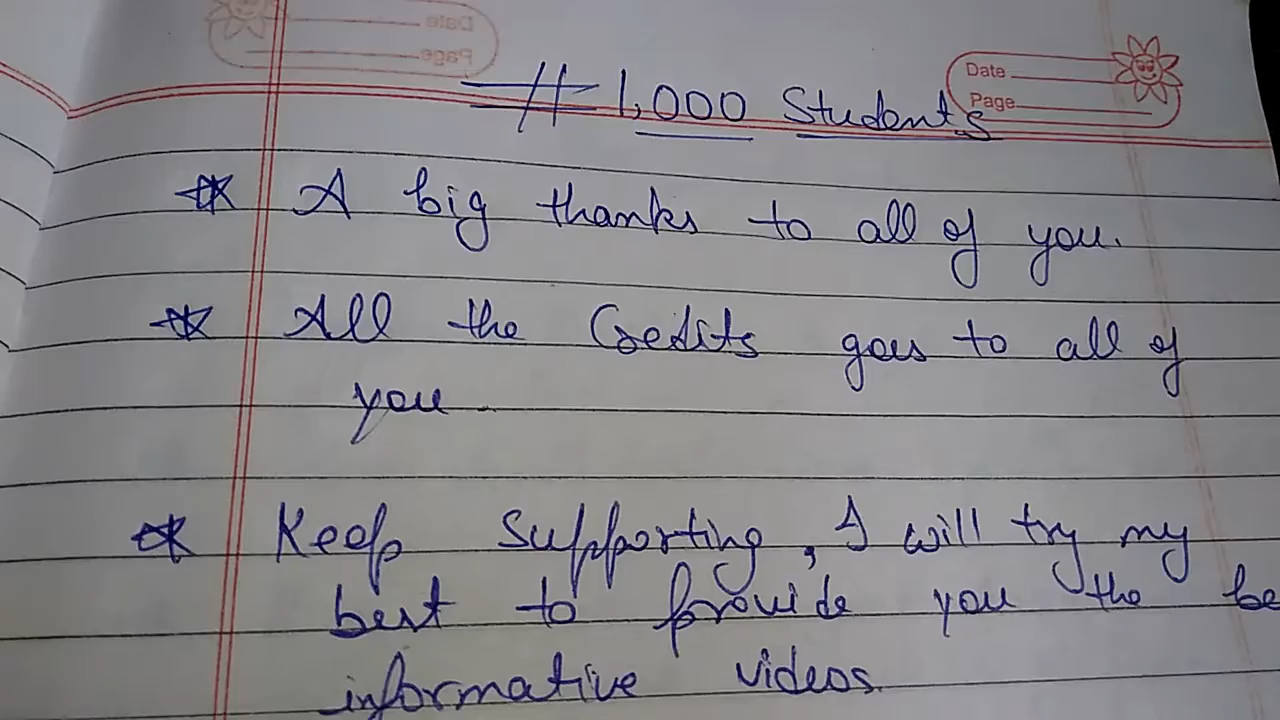 Date
Page
Date
Page
# 1,000 Students
* A big thanks to all of you.
* All the Credits goes to all of
you.
* Keep supporting, I will try my
best to provide you the be
informative videos.